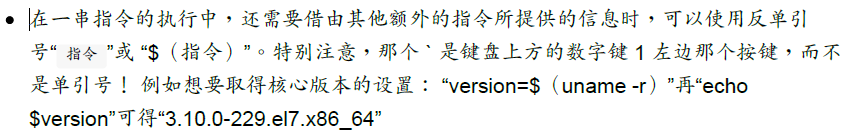 ● 在一串指令的执行中，还需要借由其他额外的指令所提供的信息时，可以使用反单引
号“ 指令 ”或 “$（指令）”。特别注意，那个 ` 是键盘上方的数字键 1 左边那个按键，而不
是单引号！ 例如想要取得核心版本的设置： “version=$（uname -r）”再“echo
$version”可得“3.10.0-229.el7.x86_64”